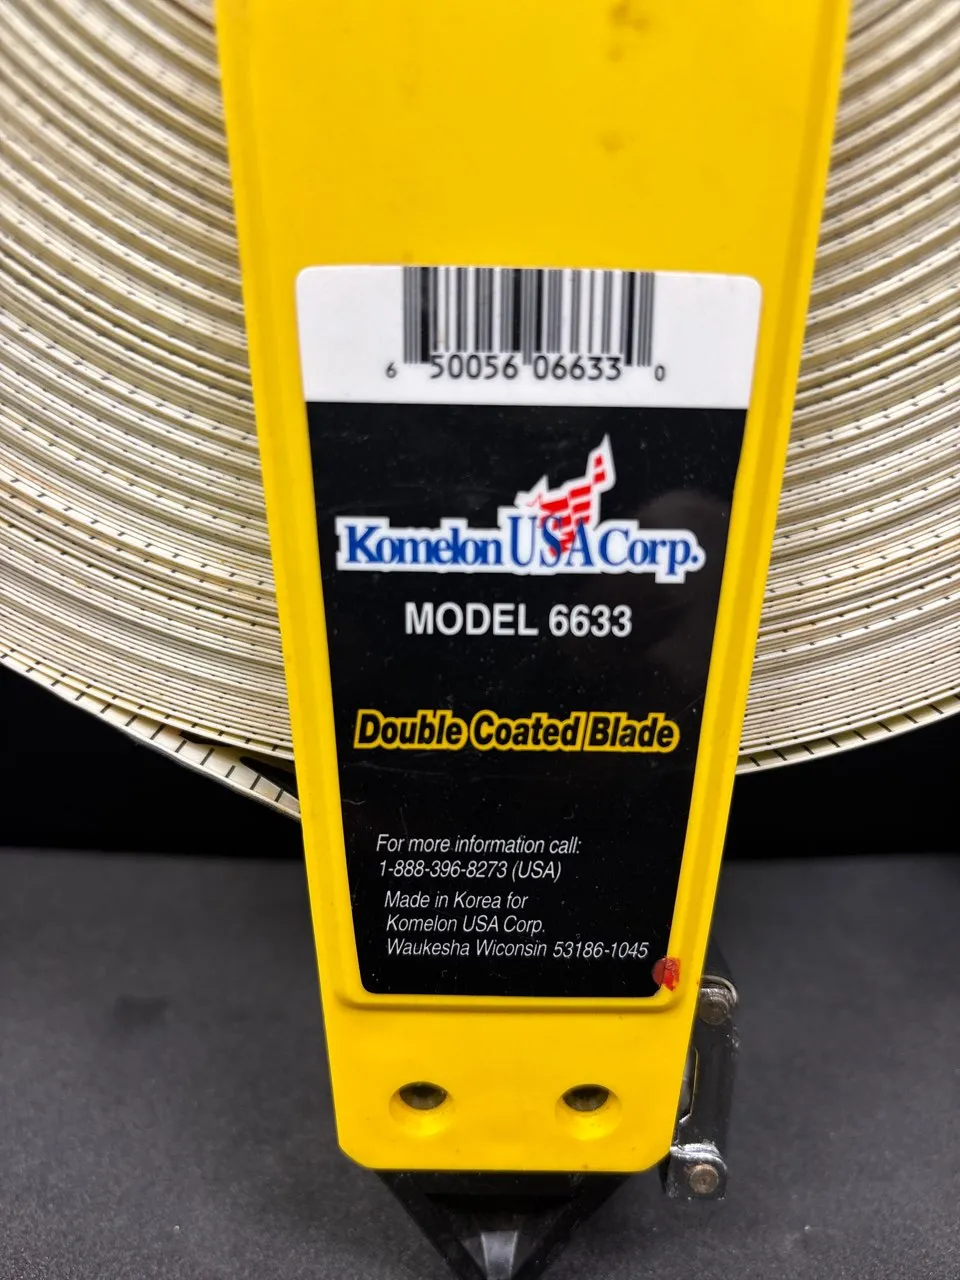 6 50056 06633 0
Komelon USA Corp.
MODEL 6633
Double Coated Blade
For more information call:
1-888-396-8273 (USA)
Made in Korea for
Komelon USA Corp.
Waukesha Wiconsin 53186-1045